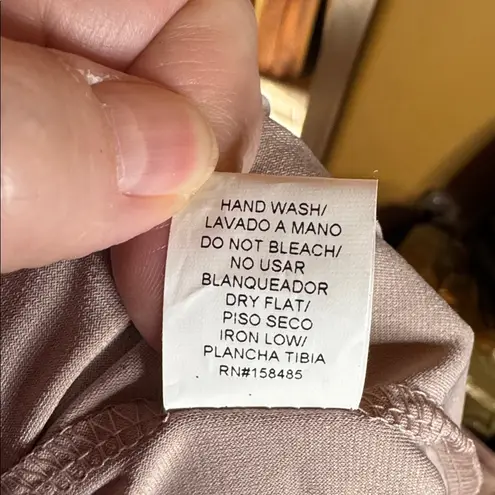 HAND WASH/
LAVADO A MANO
DO NOT BLEACH/
NO USAR
BLANQUEADOR
DRY FLAT/
PISO SECO
IRON LOW/
PLANCHA TIBIA
RN#158485